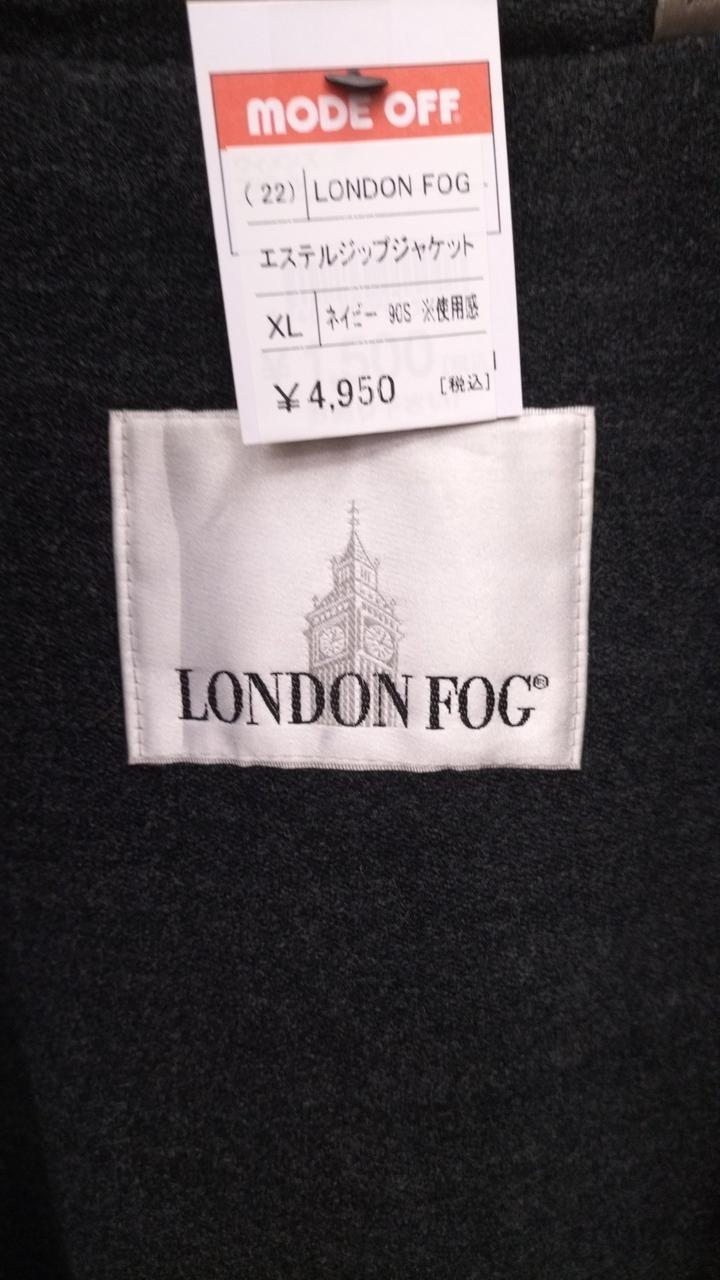 MODE OFF
(22) LONDON FOG
エステルジップジャケット
XL ネイビー 90S ※使用感
¥4,950 [税込]
LONDON FOG®